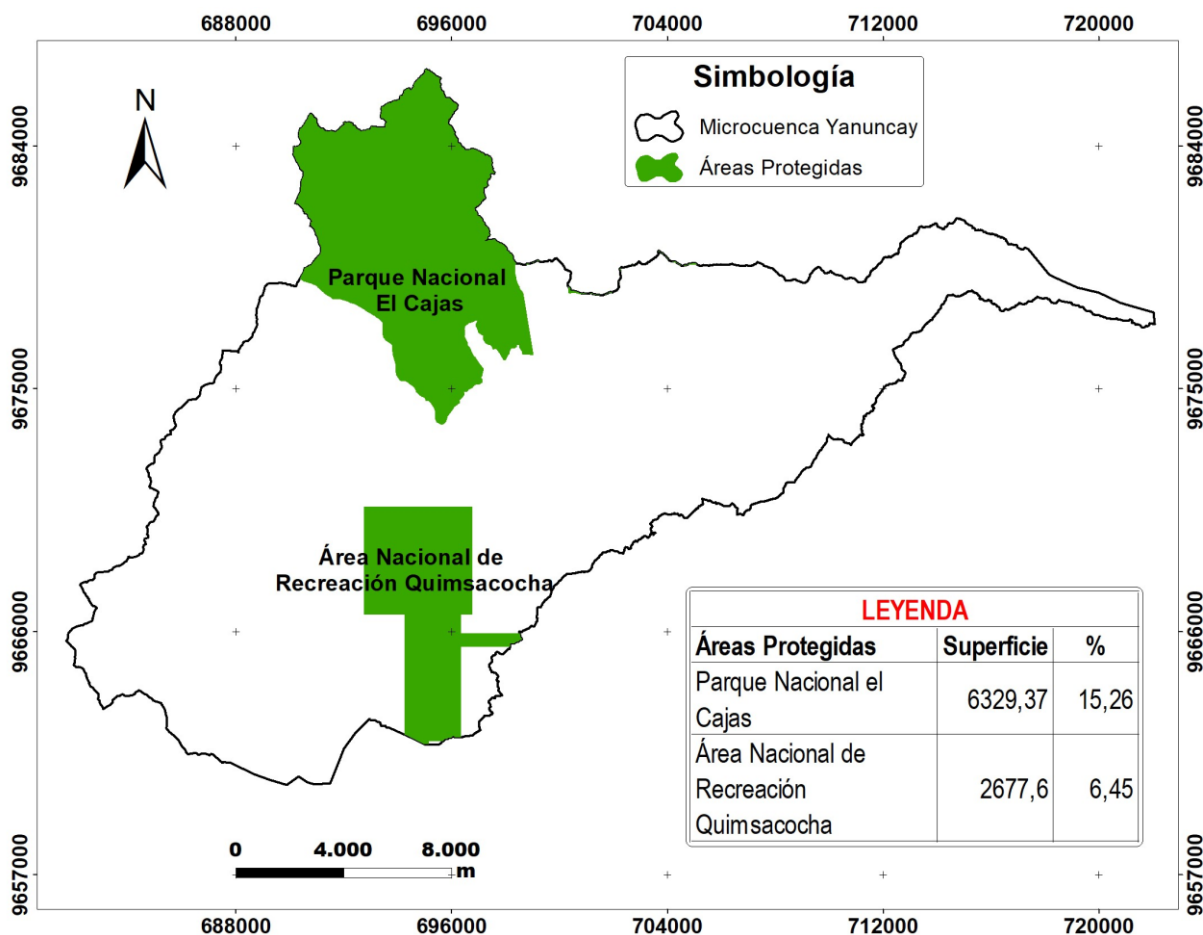 688000 696000 704000 712000 720000
Simbología
Microcuenca Yanuncay
Áreas Protegidas
N
9684000 9684000
Parque Nacional
El Cajas
9675000 9675000
Área Nacional de
Recreación Quimsacocha
9666000 9666000
LEYENDA
Áreas Protegidas Superficie %
Parque Nacional el
Cajas 6329,37 15,26
Área Nacional de
Recreación 2677,6 6,45
Quimsacocha
0 4.000 8.000
m
9657000 9657000
688000 696000 704000 712000 720000